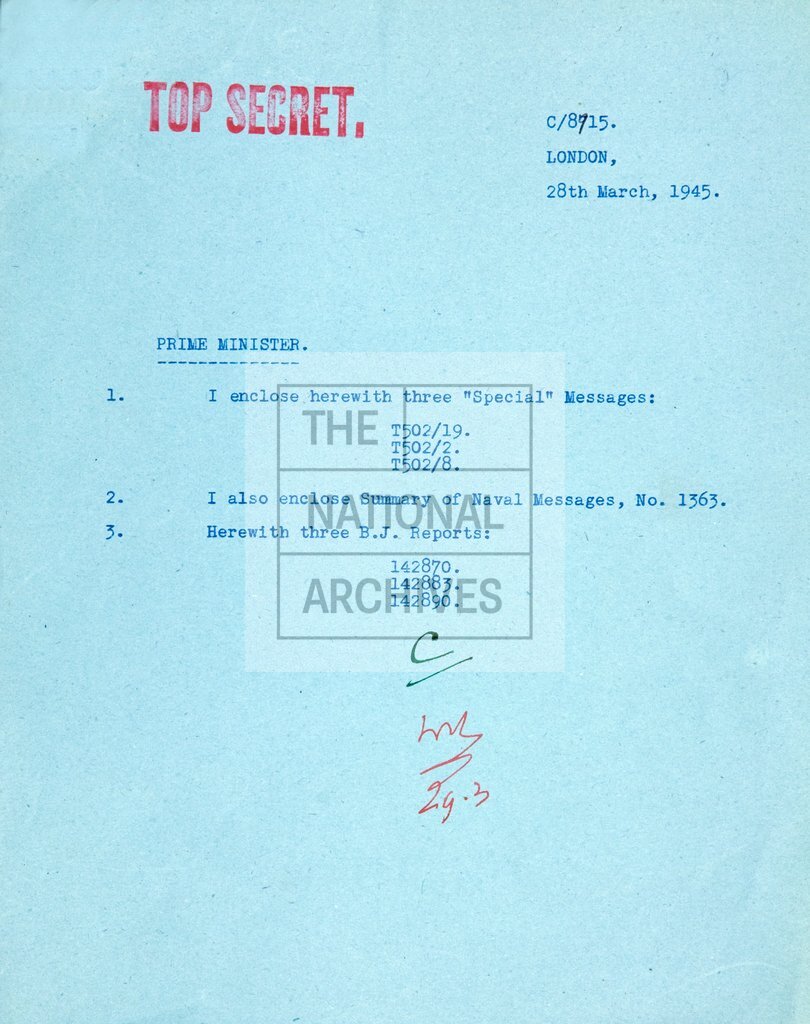 TOP SECRET.
C/8915.
LONDON,
28th March, 1945.
PRIME MINISTER.
1. I enclose herewith three "Special" Messages:
T502/19.
T502/2.
T502/8.
2. I also enclose Summary of Naval Messages, No. 1363.
3. Herewith three B.J. Reports:
142870.
142883.
142890.
THE
NATIONAL
ARCHIVES
C
29.3